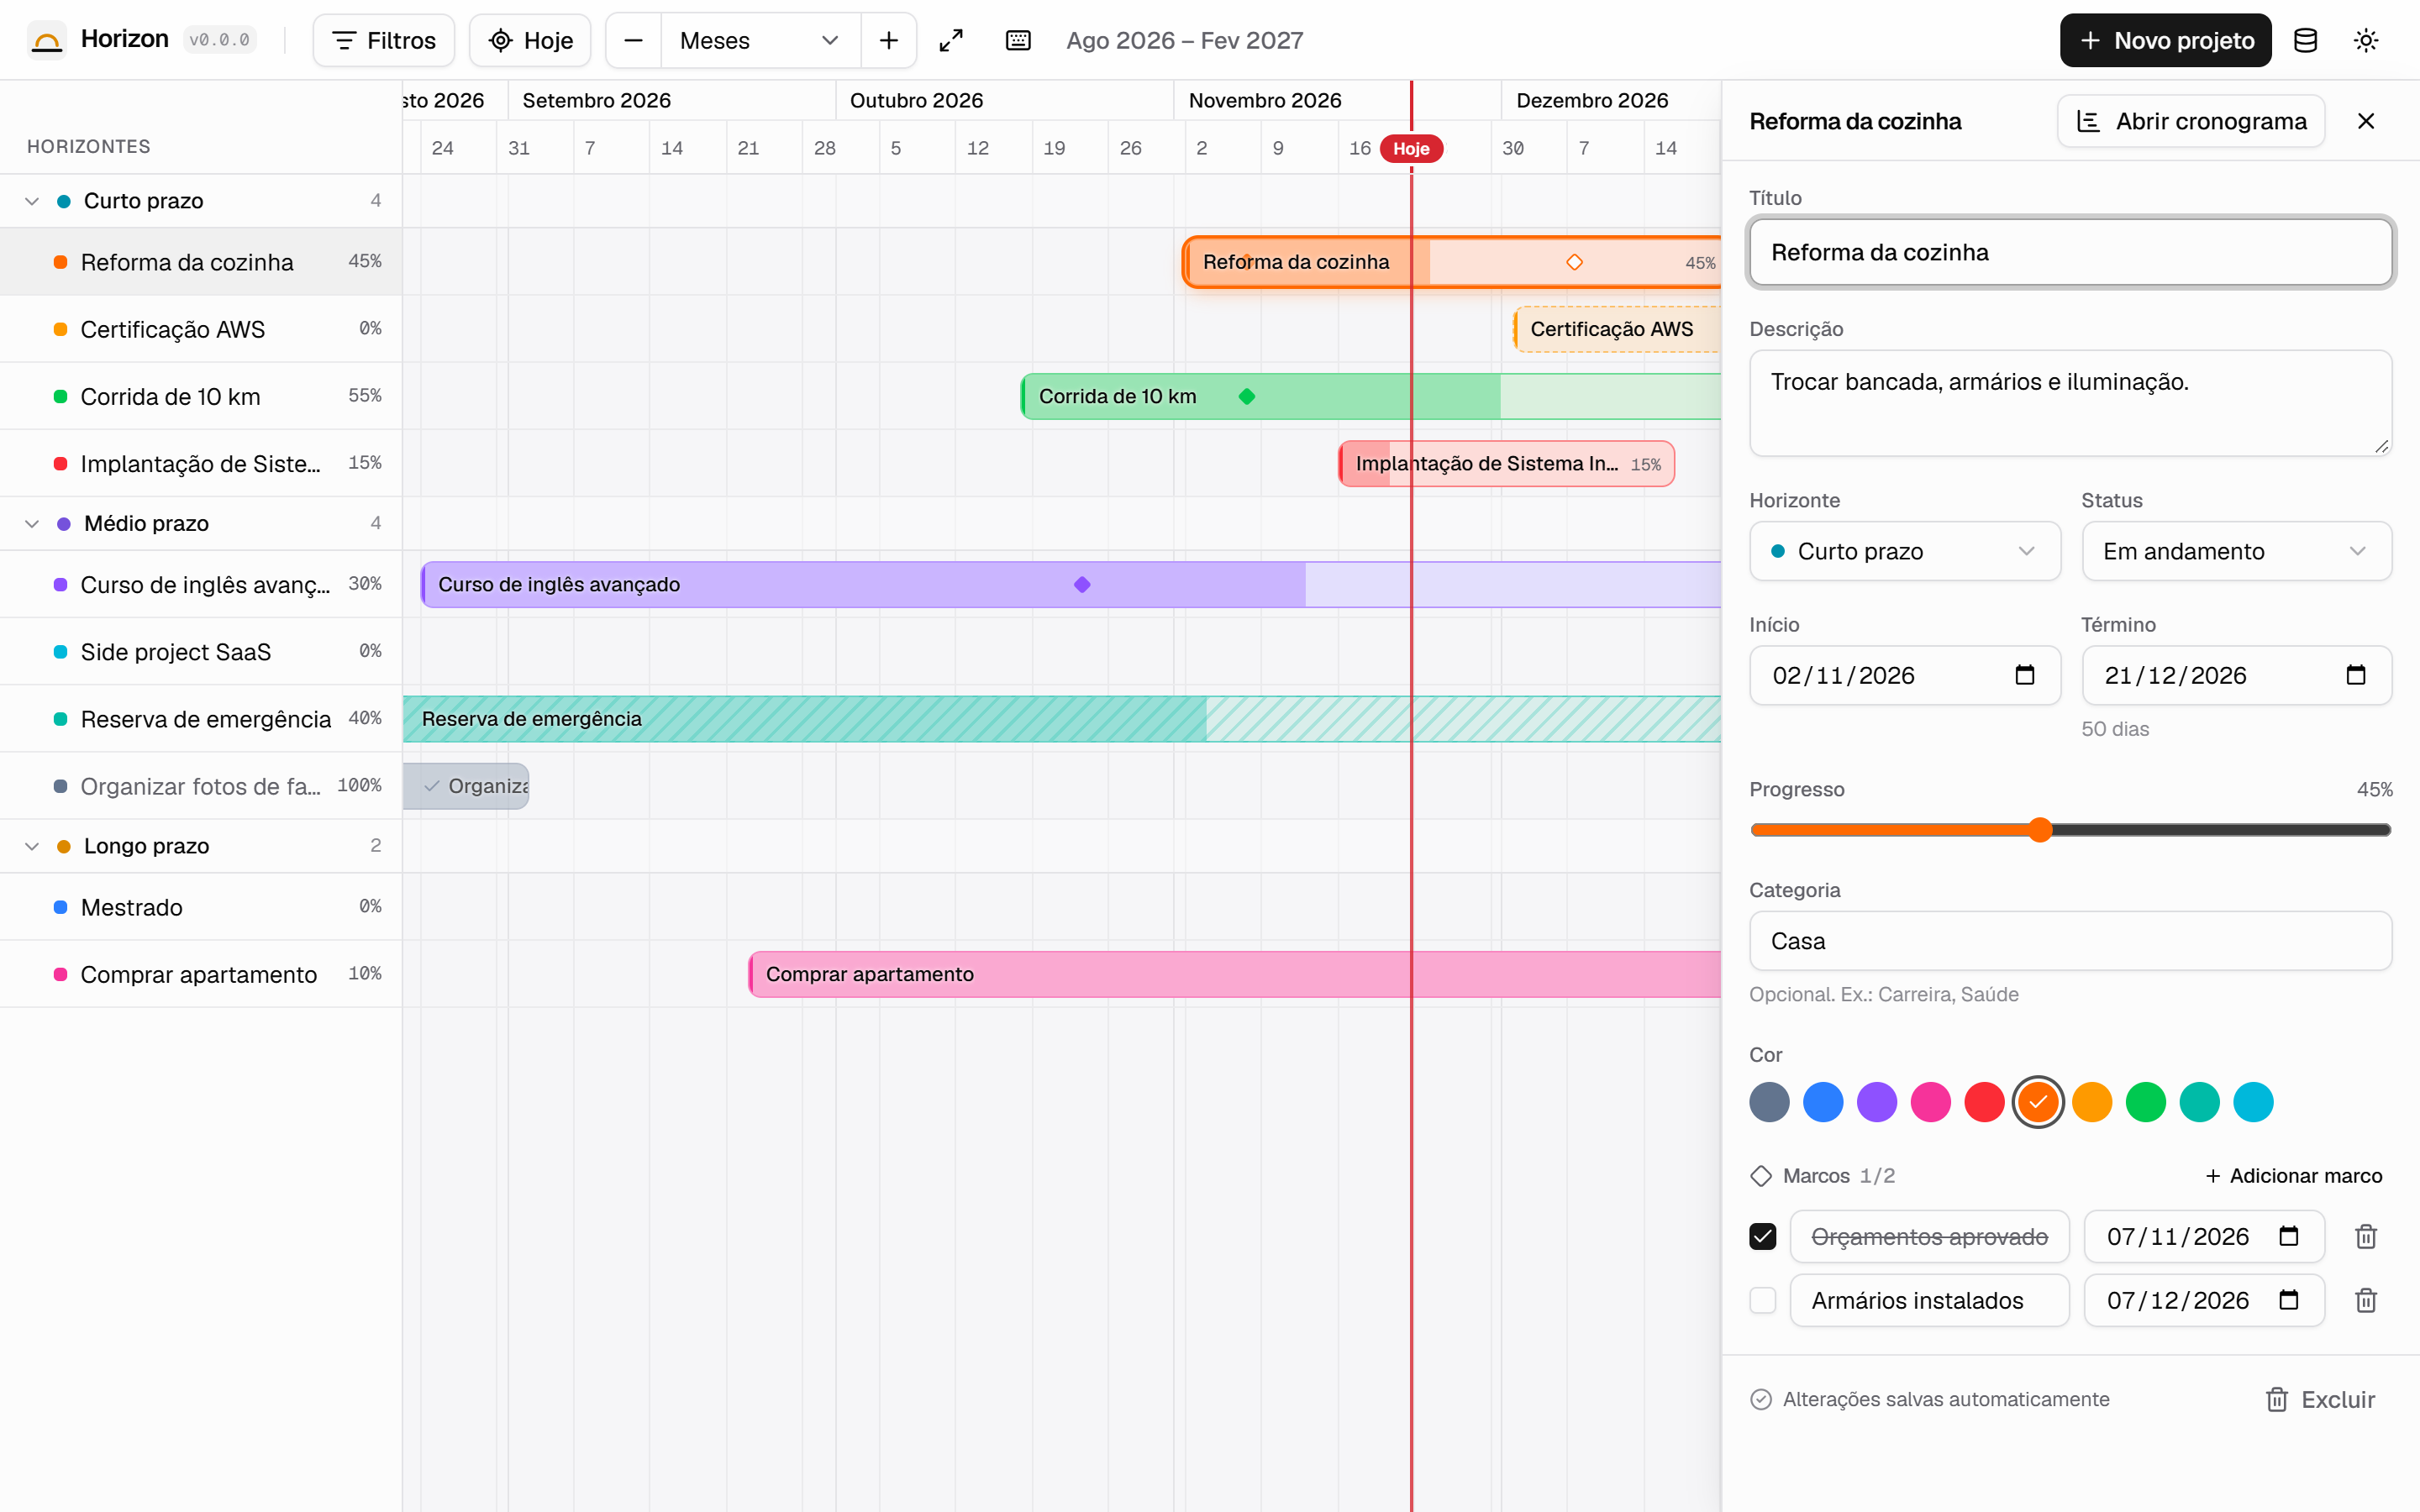 Horizon v0.0.0 Filtros Hoje Meses Ago 2026 – Fev 2027 Novo projeto
sto 2026 Setembro 2026 Outubro 2026 Novembro 2026 Dezembro 2026
HORIZONTES
24 31 7 14 21 28 5 12 19 26 2 9 16 Hoje 30 7 14
Curto prazo 4
Reforma da cozinha 45% Reforma da cozinha 45%
Certificação AWS 0% Certificação AWS
Corrida de 10 km 55% Corrida de 10 km
Implantação de Siste... 15% Implantação de Sistema In... 15%
Médio prazo 4
Curso de inglês avanç... 30% Curso de inglês avançado
Side project SaaS 0%
Reserva de emergência 40% Reserva de emergência
Organizar fotos de fa... 100% Organiza
Longo prazo 2
Mestrado 0%
Comprar apartamento 10% Comprar apartamento
Reforma da cozinha Abrir cronograma
Título
Reforma da cozinha
Descrição
Trocar bancada, armários e iluminação.
Horizonte Status
Curto prazo Em andamento
Início Término
02/11/2026 21/12/2026
50 dias
Progresso 45%
Categoria
Casa
Opcional. Ex.: Carreira, Saúde
Cor
Marcos 1/2 Adicionar marco
Orçamentos aprovado 07/11/2026
Armários instalados 07/12/2026
Alterações salvas automaticamente Excluir